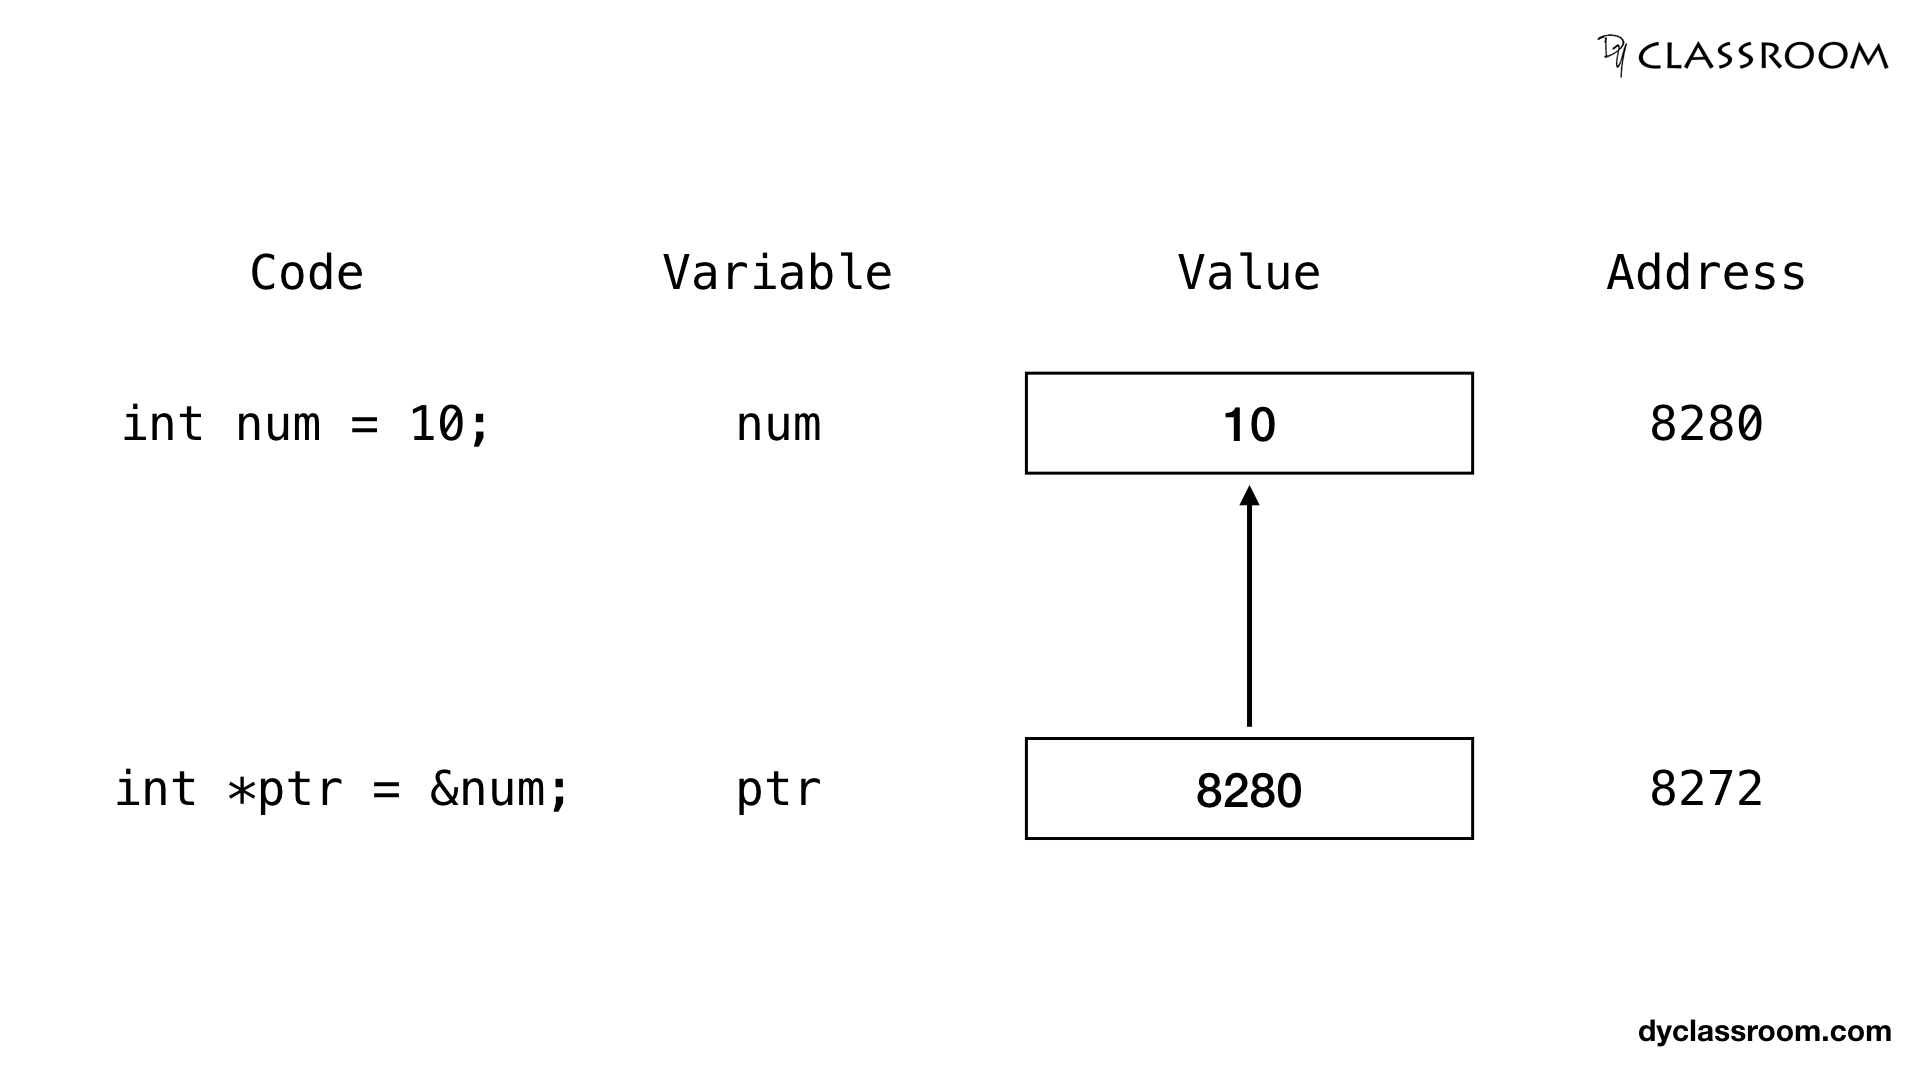 Dy CLASSROOM
Code Variable Value Address
int num = 10; num 10 8280
int *ptr = &num; ptr 8280 8272
dyclassroom.com